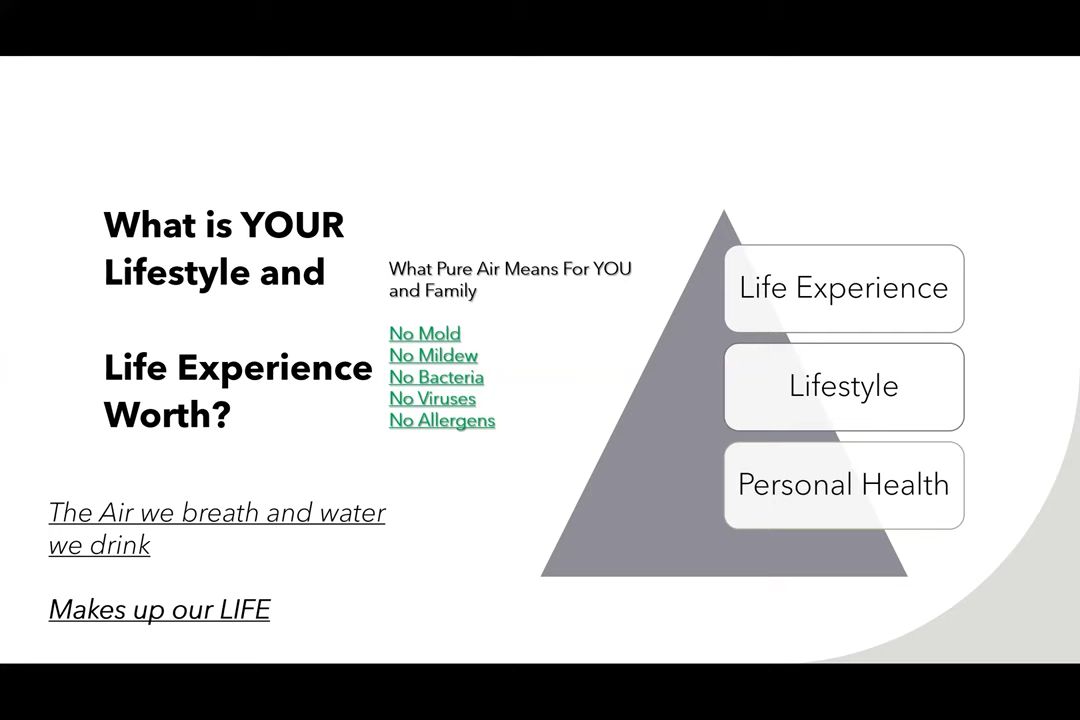 What is YOUR
Lifestyle and
Life Experience
Worth?
The Air we breath and water
we drink
Makes up our LIFE
What Pure Air Means For YOU
and Family
No Mold
No Mildew
No Bacteria
No Viruses
No Allergens
Life Experience
Lifestyle
Personal Health